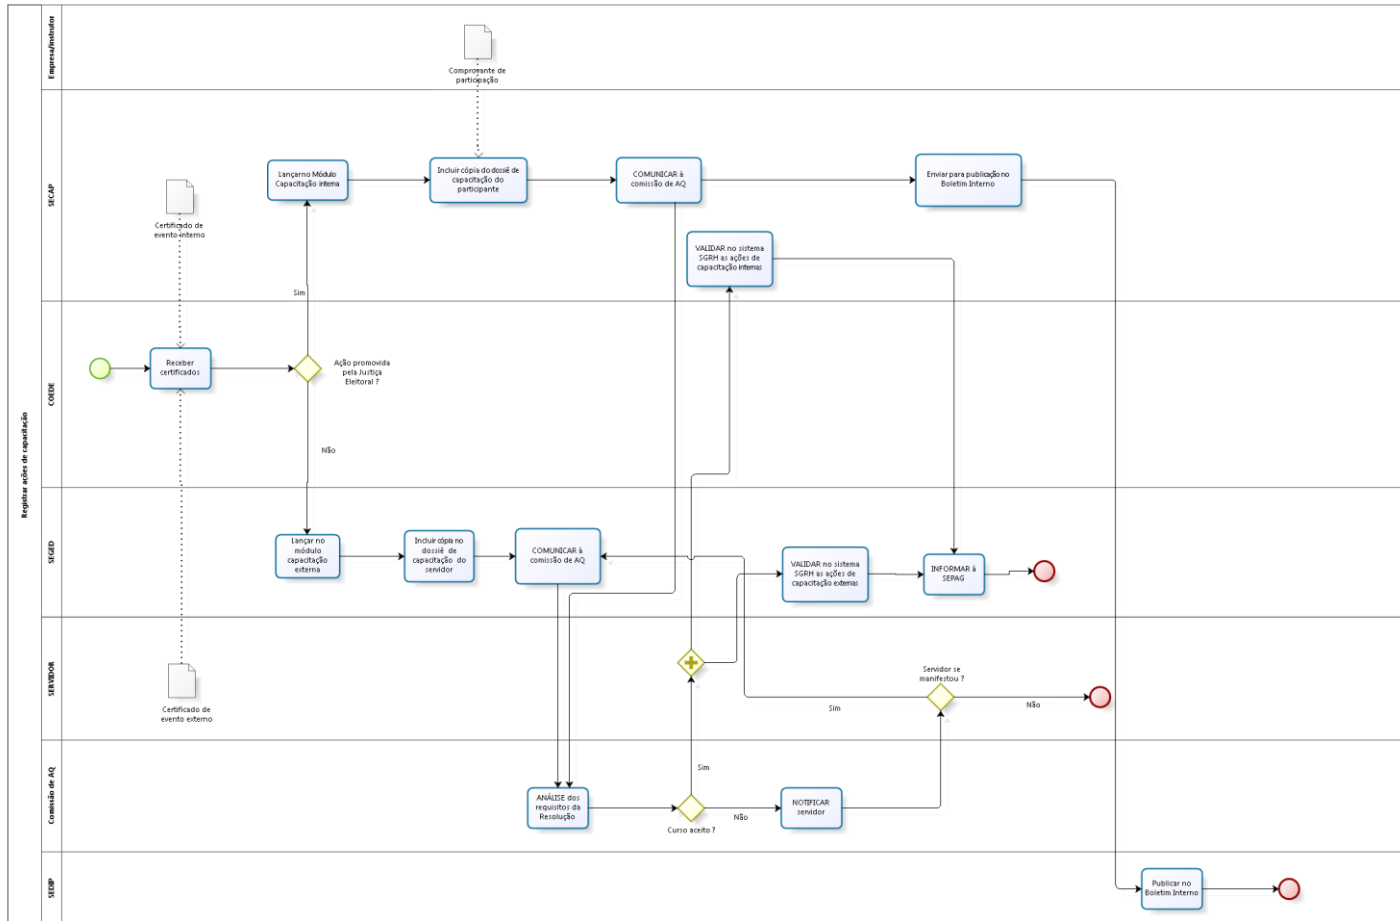 Registrar ações de capacitação
Empresa/Instrutor
Comprovante de
participação
SECAP
Certificado de
evento interno
Lançar no Módulo
Capacitação interna
Incluir cópia do dossiê de
capacitação do
participante
COMUNICAR à
comissão de AQ
Enviar para publicação no
Boletim Interno
VALIDAR no sistema
SGRH as ações de
capacitação internas
Sim
COEDE
Receber
certificados
Ação promovida
pela Justiça
Eleitoral ?
Não
SEGED
Lançar no
módulo
capacitação
externa
Incluir cópia no
dossiê de
capacitação do
servidor
COMUNICAR à
comissão de AQ
VALIDAR no sistema
SGRH as ações de
capacitação externas
INFORMAR à
SEPAG
SERVIDOR
Certificado de
evento externo
Servidor se
manifestou ?
Sim
Não
Comissão de AQ
Sim
ANÁLISE dos
requisitos da
Resolução
Curso aceito ?
Não
NOTIFICAR
servidor
SEDIP
Publicar no
Boletim Interno